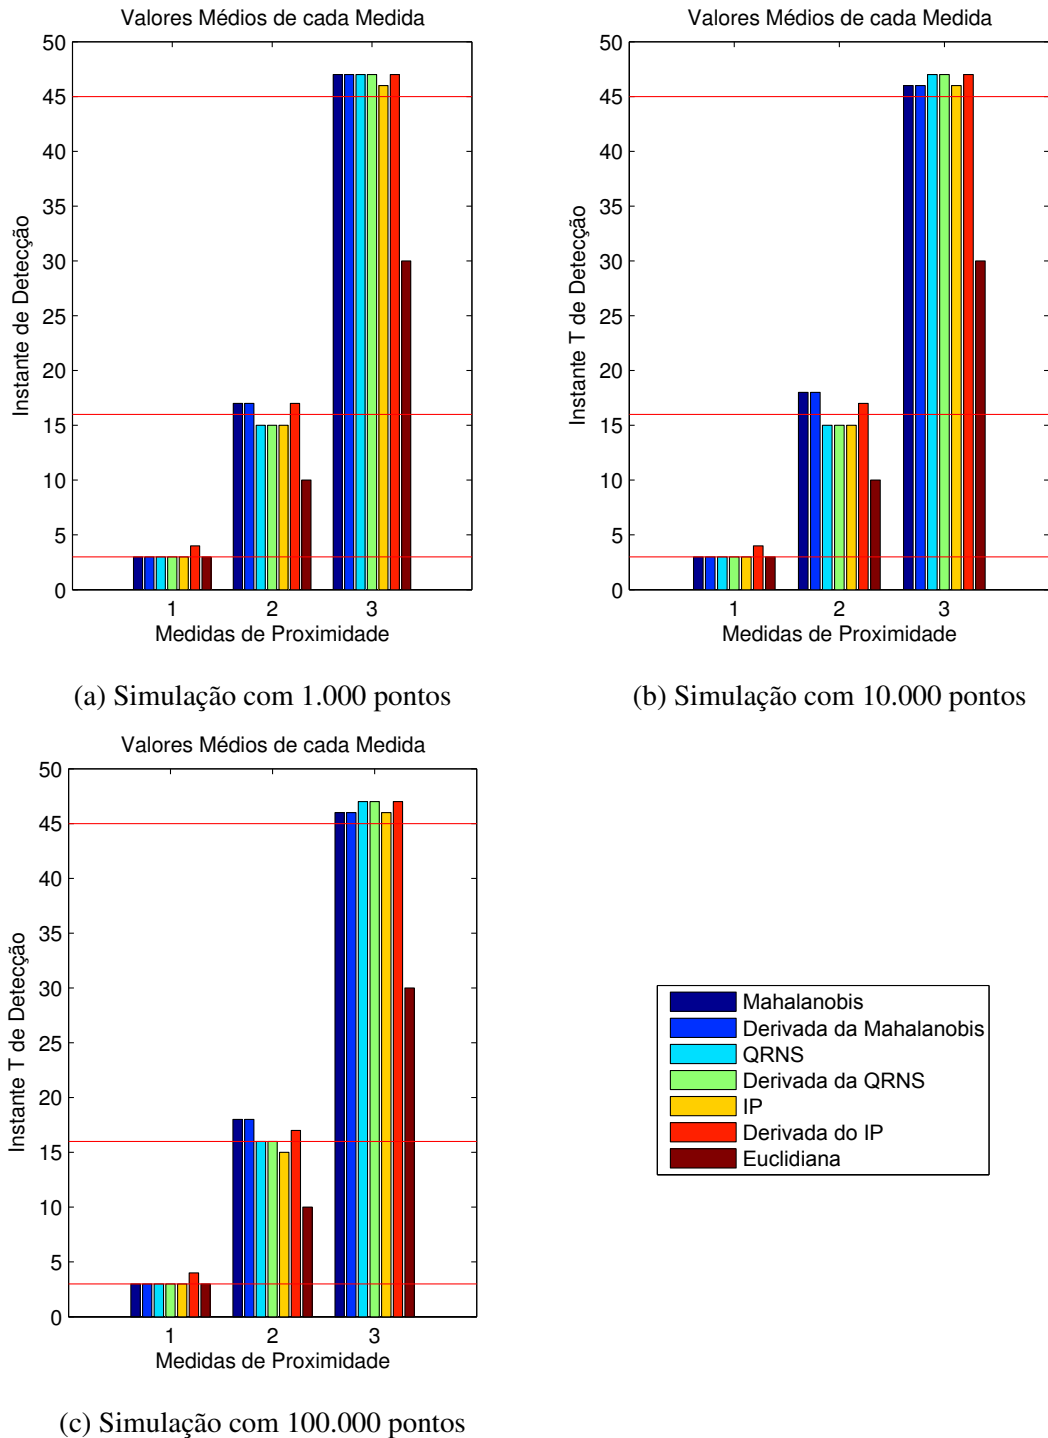 Valores Médios de cada Medida
50
45
40
35
30
25
20
15
10
5
0
Instante de Detecção
1 2 3
Medidas de Proximidade
(a) Simulação com 1.000 pontos
Valores Médios de cada Medida
50
45
40
35
30
25
20
15
10
5
0
Instante T de Detecção
1 2 3
Medidas de Proximidade
(b) Simulação com 10.000 pontos
Valores Médios de cada Medida
50
45
40
35
30
25
20
15
10
5
0
Instante T de Detecção
1 2 3
Medidas de Proximidade
(c) Simulação com 100.000 pontos
Mahalanobis
Derivada da Mahalanobis
QRNS
Derivada da QRNS
IP
Derivada do IP
Euclidiana